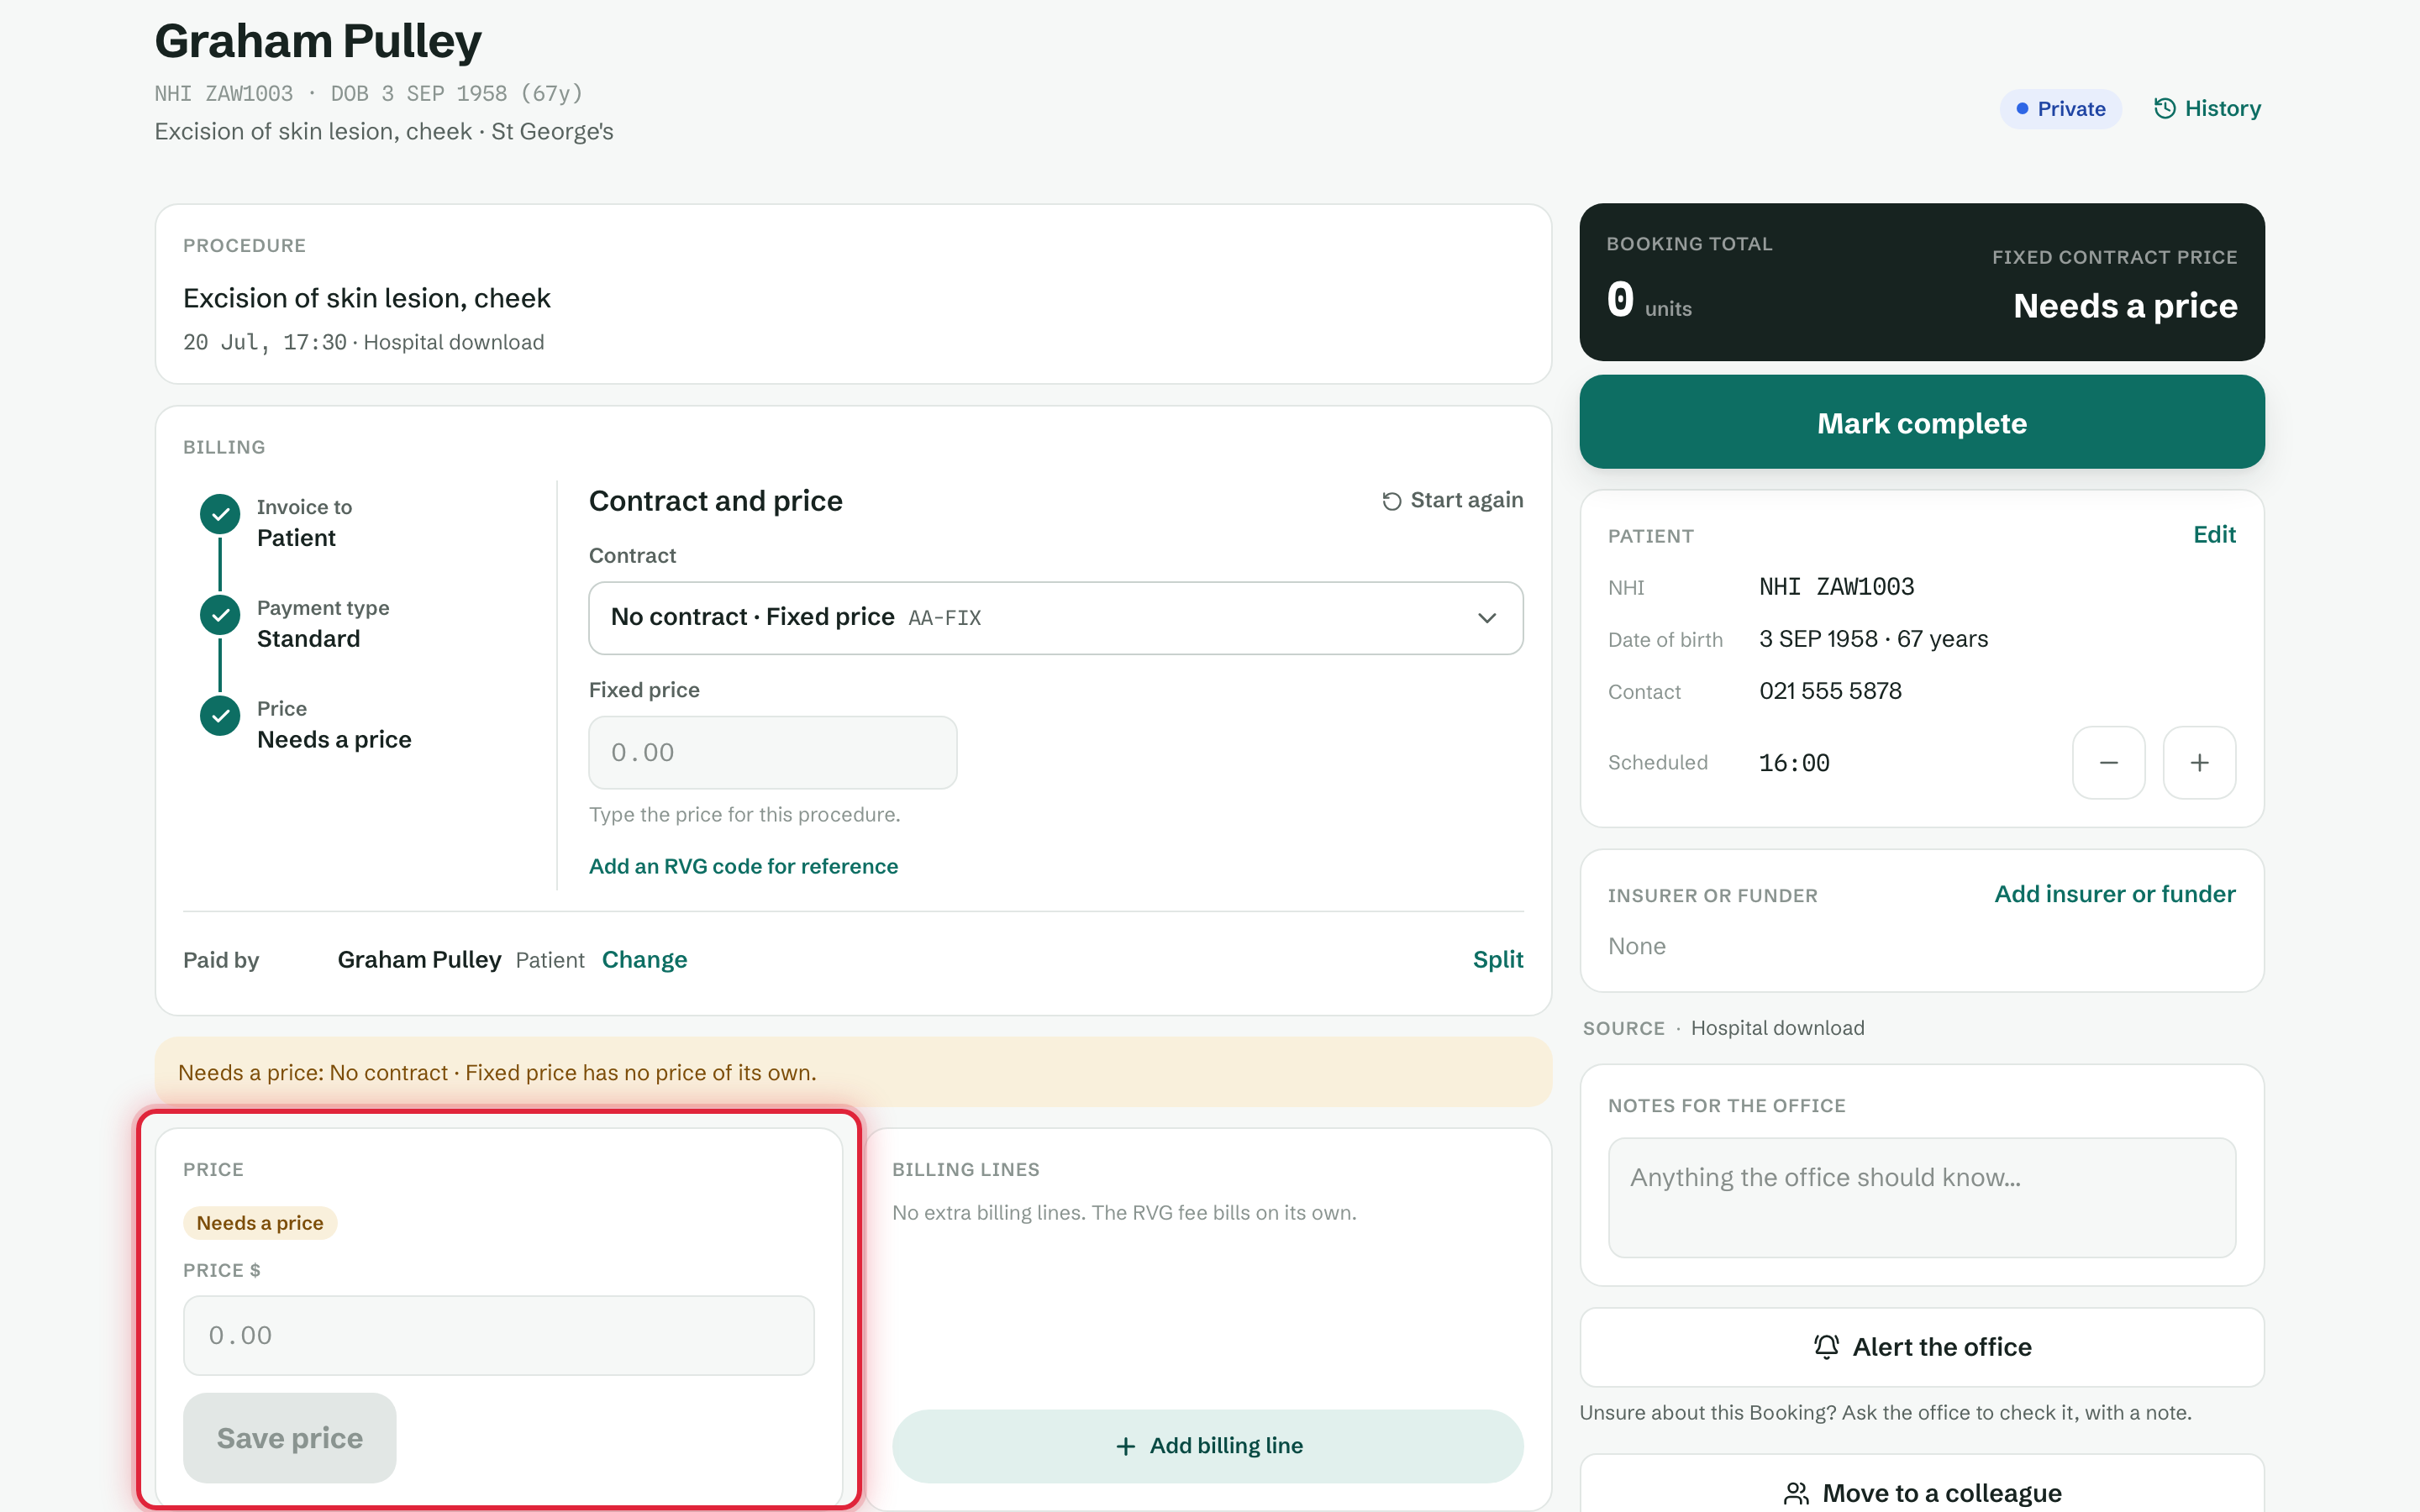 Graham Pulley
NHI ZAW1003 · DOB 3 SEP 1958 (67y)
Excision of skin lesion, cheek · St George's
Private
History
PROCEDURE
Excision of skin lesion, cheek
20 Jul, 17:30 · Hospital download
BILLING
Invoice to
Patient
Payment type
Standard
Price
Needs a price
Contract and price
Start again
Contract
No contract · Fixed price AA-FIX
Fixed price
0.00
Type the price for this procedure.
Add an RVG code for reference
Paid by Graham Pulley Patient Change Split
Needs a price: No contract · Fixed price has no price of its own.
PRICE
Needs a price
PRICE $
0.00
Save price
BILLING LINES
No extra billing lines. The RVG fee bills on its own.
+ Add billing line
BOOKING TOTAL
0 units
FIXED CONTRACT PRICE
Needs a price
Mark complete
PATIENT Edit
NHI NHI ZAW1003
Date of birth 3 SEP 1958 · 67 years
Contact 021 555 5878
Scheduled 16:00 − +
INSURER OR FUNDER Add insurer or funder
None
SOURCE · Hospital download
NOTES FOR THE OFFICE
Anything the office should know...
Alert the office
Unsure about this Booking? Ask the office to check it, with a note.
Move to a colleague